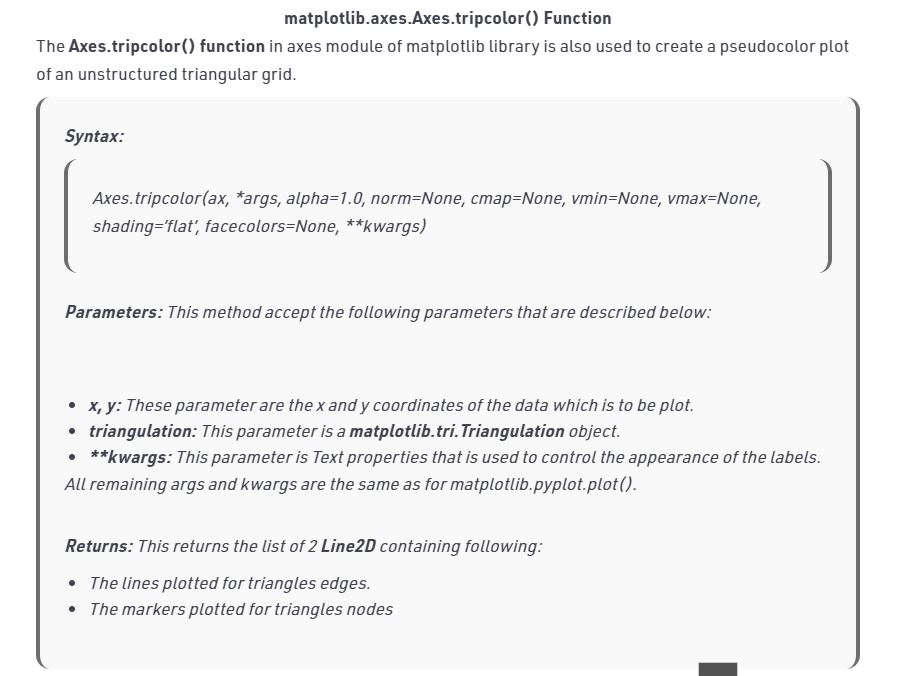 matplotlib.axes.Axes.tripcolor() Function
The Axes.tripcolor() function in axes module of matplotlib library is also used to create a pseudocolor plot
of an unstructured triangular grid.
Syntax:
Axes.tripcolor(ax, *args, alpha=1.0, norm=None, cmap=None, vmin=None, vmax=None,
shading=’flat’, facecolors=None, **kwargs)
Parameters: This method accept the following parameters that are described below:
• x, y: These parameter are the x and y coordinates of the data which is to be plot.
• triangulation: This parameter is a matplotlib.tri.Triangulation object.
• **kwargs: This parameter is Text properties that is used to control the appearance of the labels.
All remaining args and kwargs are the same as for matplotlib.pyplot.plot().
Returns: This returns the list of 2 Line2D containing following:
• The lines plotted for triangles edges.
• The markers plotted for triangles nodes